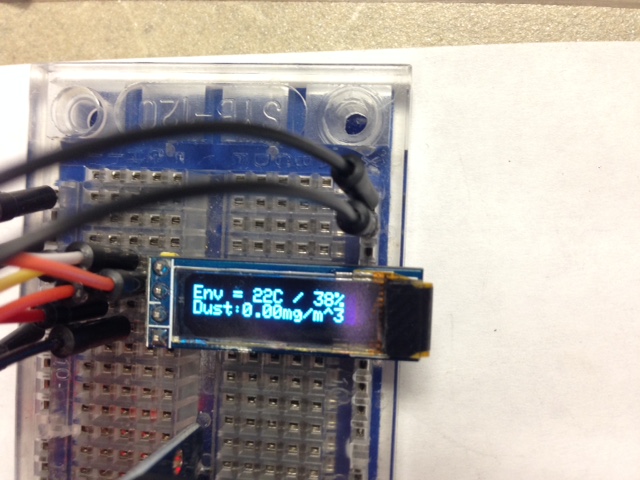 Env = 22C / 38%
Dust:0.00mg/m^3